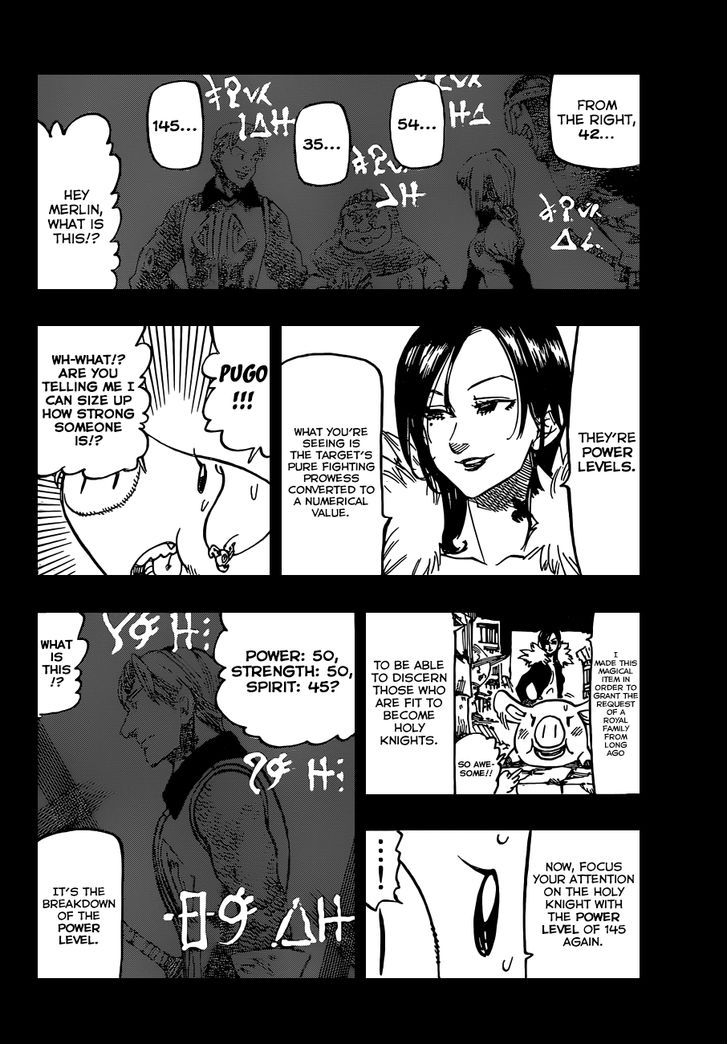 FROM
THE RIGHT,
42...
54...
35...
145...
HEY
MERLIN,
WHAT IS
THIS!?
THEY'RE
POWER
LEVELS.
WHAT YOU'RE
SEEING IS
THE TARGET'S
PURE FIGHTING
PROWESS
CONVERTED TO
A NUMERICAL
VALUE.
PUGO
!!!
WH-WHAT!?
ARE YOU
TELLING ME I
CAN SIZE UP
HOW STRONG
SOMEONE
IS!?
I
MADE THIS
MAGICAL
ITEM IN
ORDER TO
GRANT THE
REQUEST
OF A
ROYAL
FAMILY
FROM
LONG
AGO
SO AWE-
SOME!!
TO BE ABLE
TO DISCERN
THOSE WHO
ARE FIT TO
BECOME
HOLY
KNIGHTS.
NOW, FOCUS
YOUR ATTENTION
ON THE HOLY
KNIGHT WITH
THE POWER
LEVEL OF 145
AGAIN.
...!
POWER: 50,
STRENGTH: 50,
SPIRIT: 45?
WHAT
IS
THIS
!?
IT'S THE
BREAKDOWN
OF THE
POWER
LEVEL.